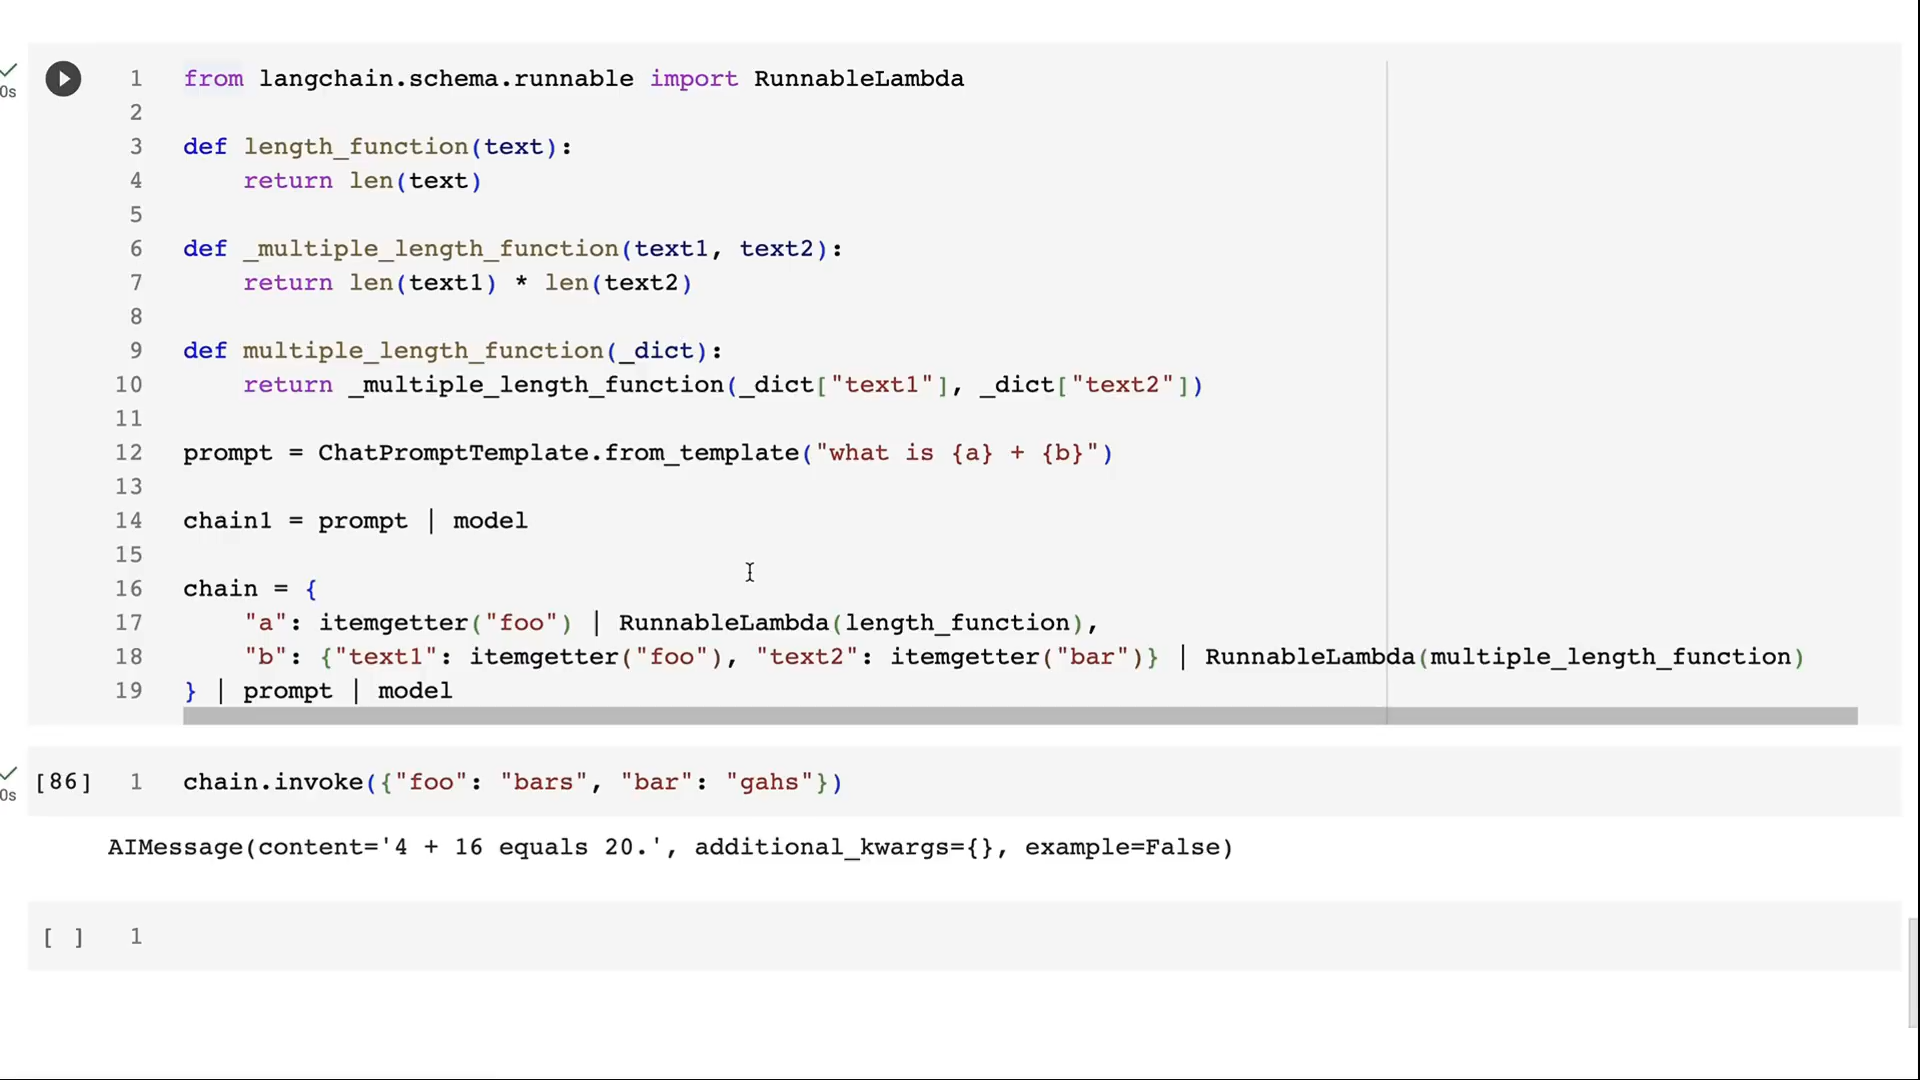 0s
1 from langchain.schema.runnable import RunnableLambda
2
3 def length_function(text):
4     return len(text)
5
6 def _multiple_length_function(text1, text2):
7     return len(text1) * len(text2)
8
9 def multiple_length_function(_dict):
10     return _multiple_length_function(_dict["text1"], _dict["text2"])
11
12 prompt = ChatPromptTemplate.from_template("what is {a} + {b}")
13
14 chain1 = prompt | model
15
16 chain = {
17     "a": itemgetter("foo") | RunnableLambda(length_function),
18     "b": {"text1": itemgetter("foo"), "text2": itemgetter("bar")} | RunnableLambda(multiple_length_function)
19 } | prompt | model
0s
[86] 1 chain.invoke({"foo": "bars", "bar": "gahs"})
AIMessage(content='4 + 16 equals 20.', additional_kwargs={}, example=False)
[ ] 1